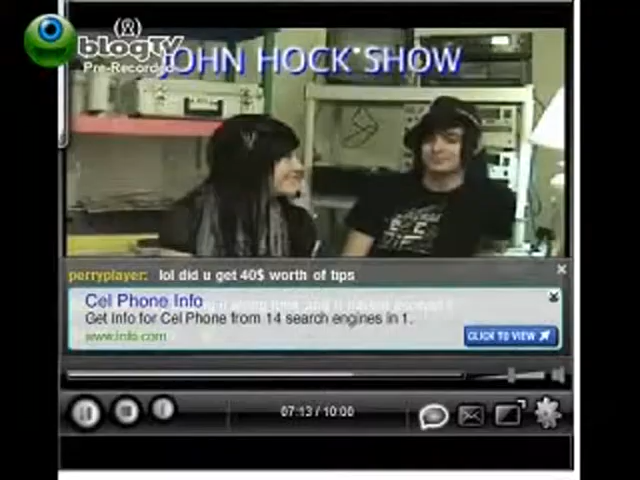 blogTV
Pre-Recorded
JOHN HOCK SHOW
perryplayer: lol did u get 40$ worth of tips
Cel Phone Info
Get Info for Cel Phone from 14 search engines in 1.
www.info.com
CLICK TO VIEW
07:13 / 10:00